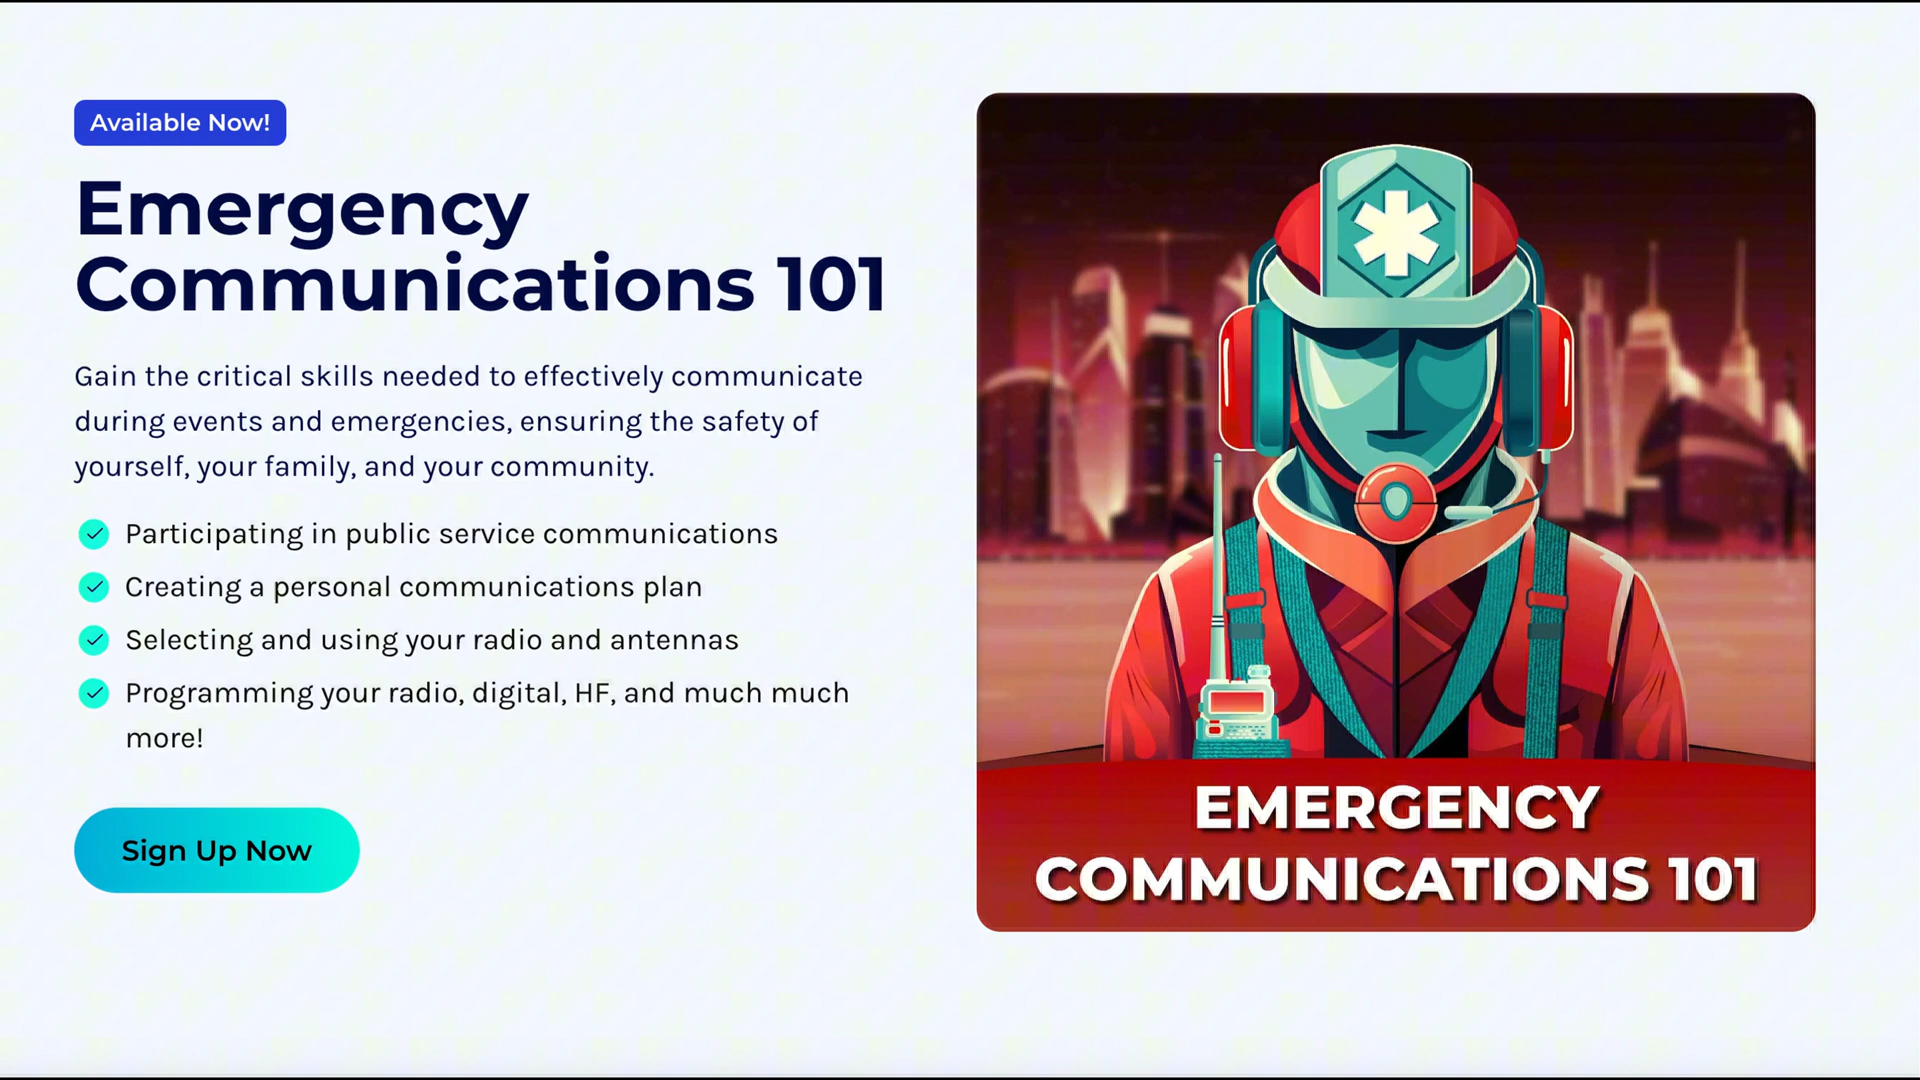 Available Now!
Emergency
Communications 101
Gain the critical skills needed to effectively communicate
during events and emergencies, ensuring the safety of
yourself, your family, and your community.
Participating in public service communications
Creating a personal communications plan
Selecting and using your radio and antennas
Programming your radio, digital, HF, and much much
more!
Sign Up Now
EMERGENCY
COMMUNICATIONS 101